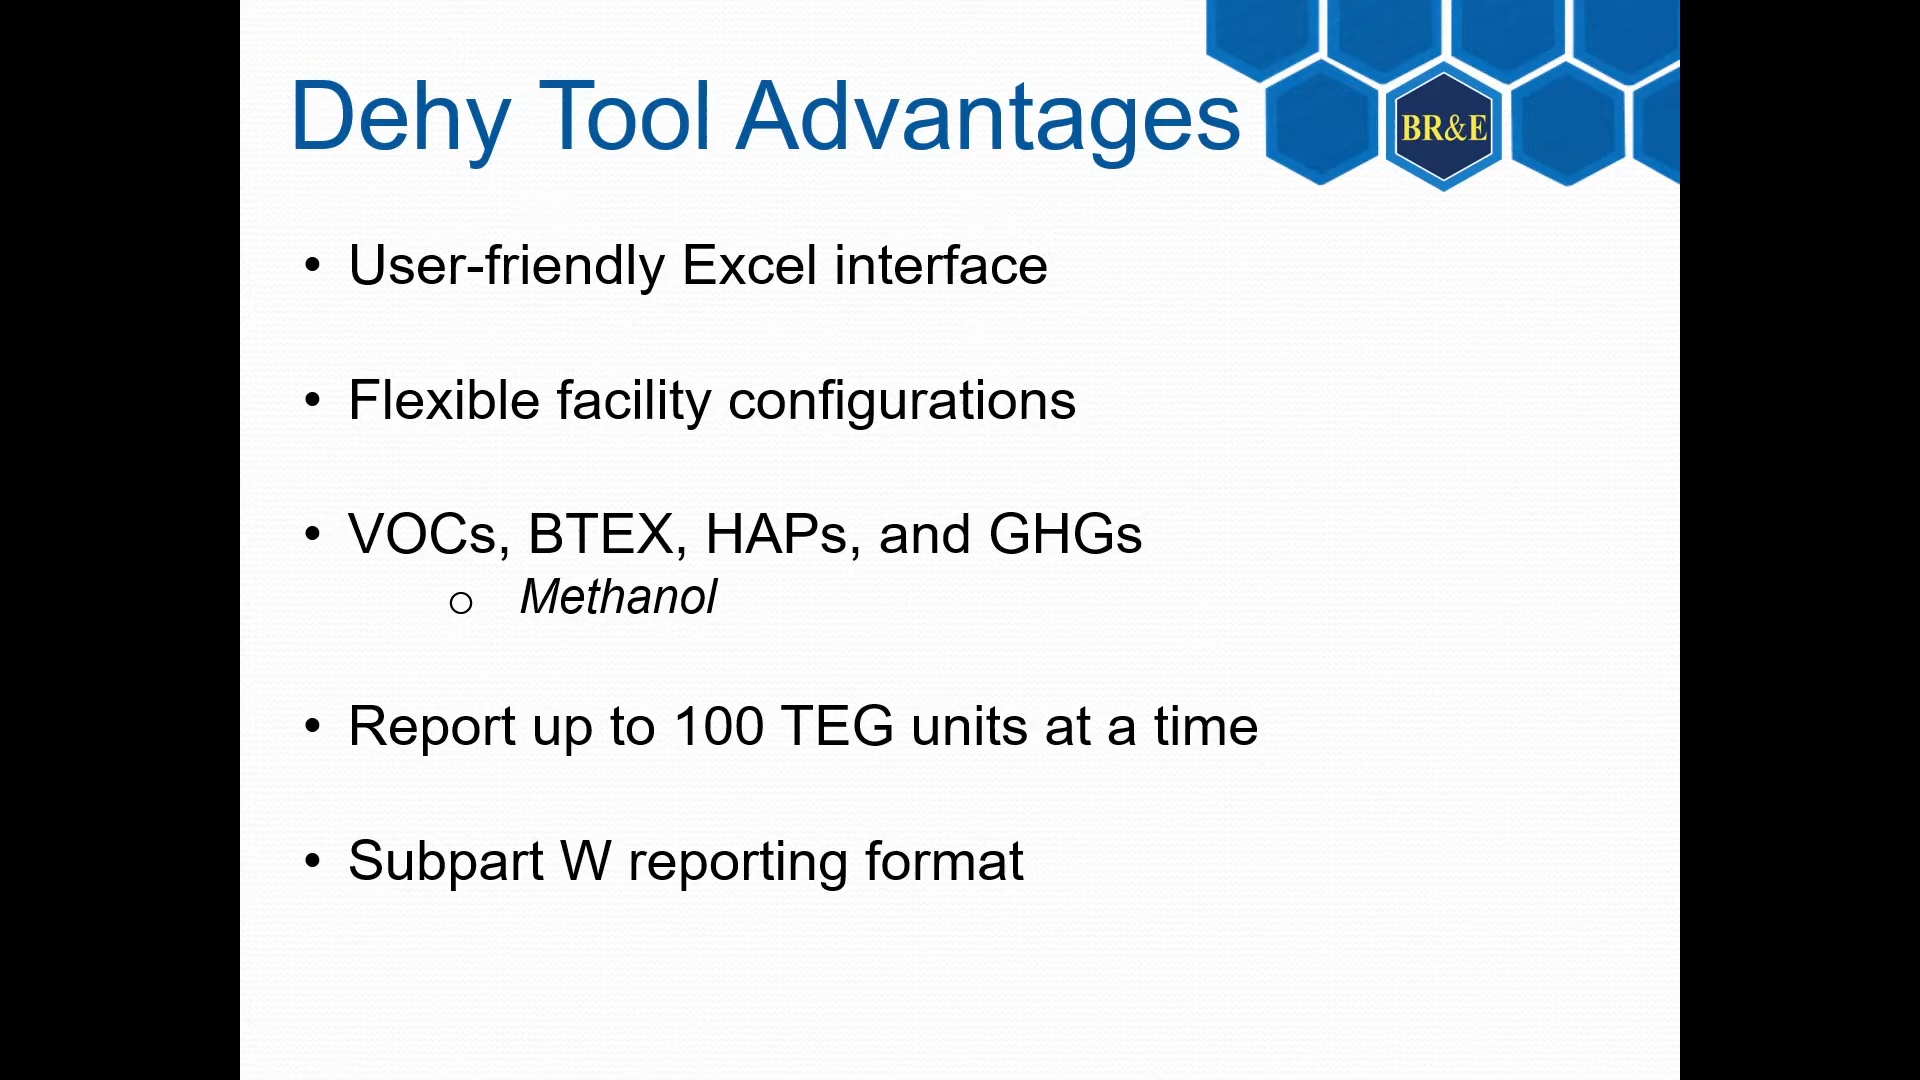 Dehy Tool Advantages
BR&E
• User-friendly Excel interface
• Flexible facility configurations
• VOCs, BTEX, HAPs, and GHGs
o Methanol
• Report up to 100 TEG units at a time
• Subpart W reporting format